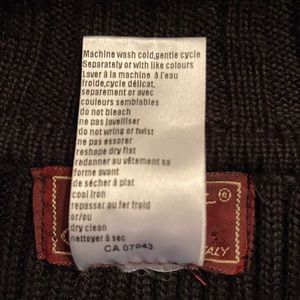 Machine wash cold,gentle cycle
Separately or with like colours
Laver à la machine à l'eau
froide,cycle délicat,
separement or avec
couleurs semblables
do not bleach
ne pas javelliser
do not wring or twist
ne pas essorer
reshape dry flat
redonner au vêtement sa
forme avant
de sécher à plat
cool iron
repasser au fer froid
or/ou
dry clean
nettoyer à sec
CA 07043
®
ITALY